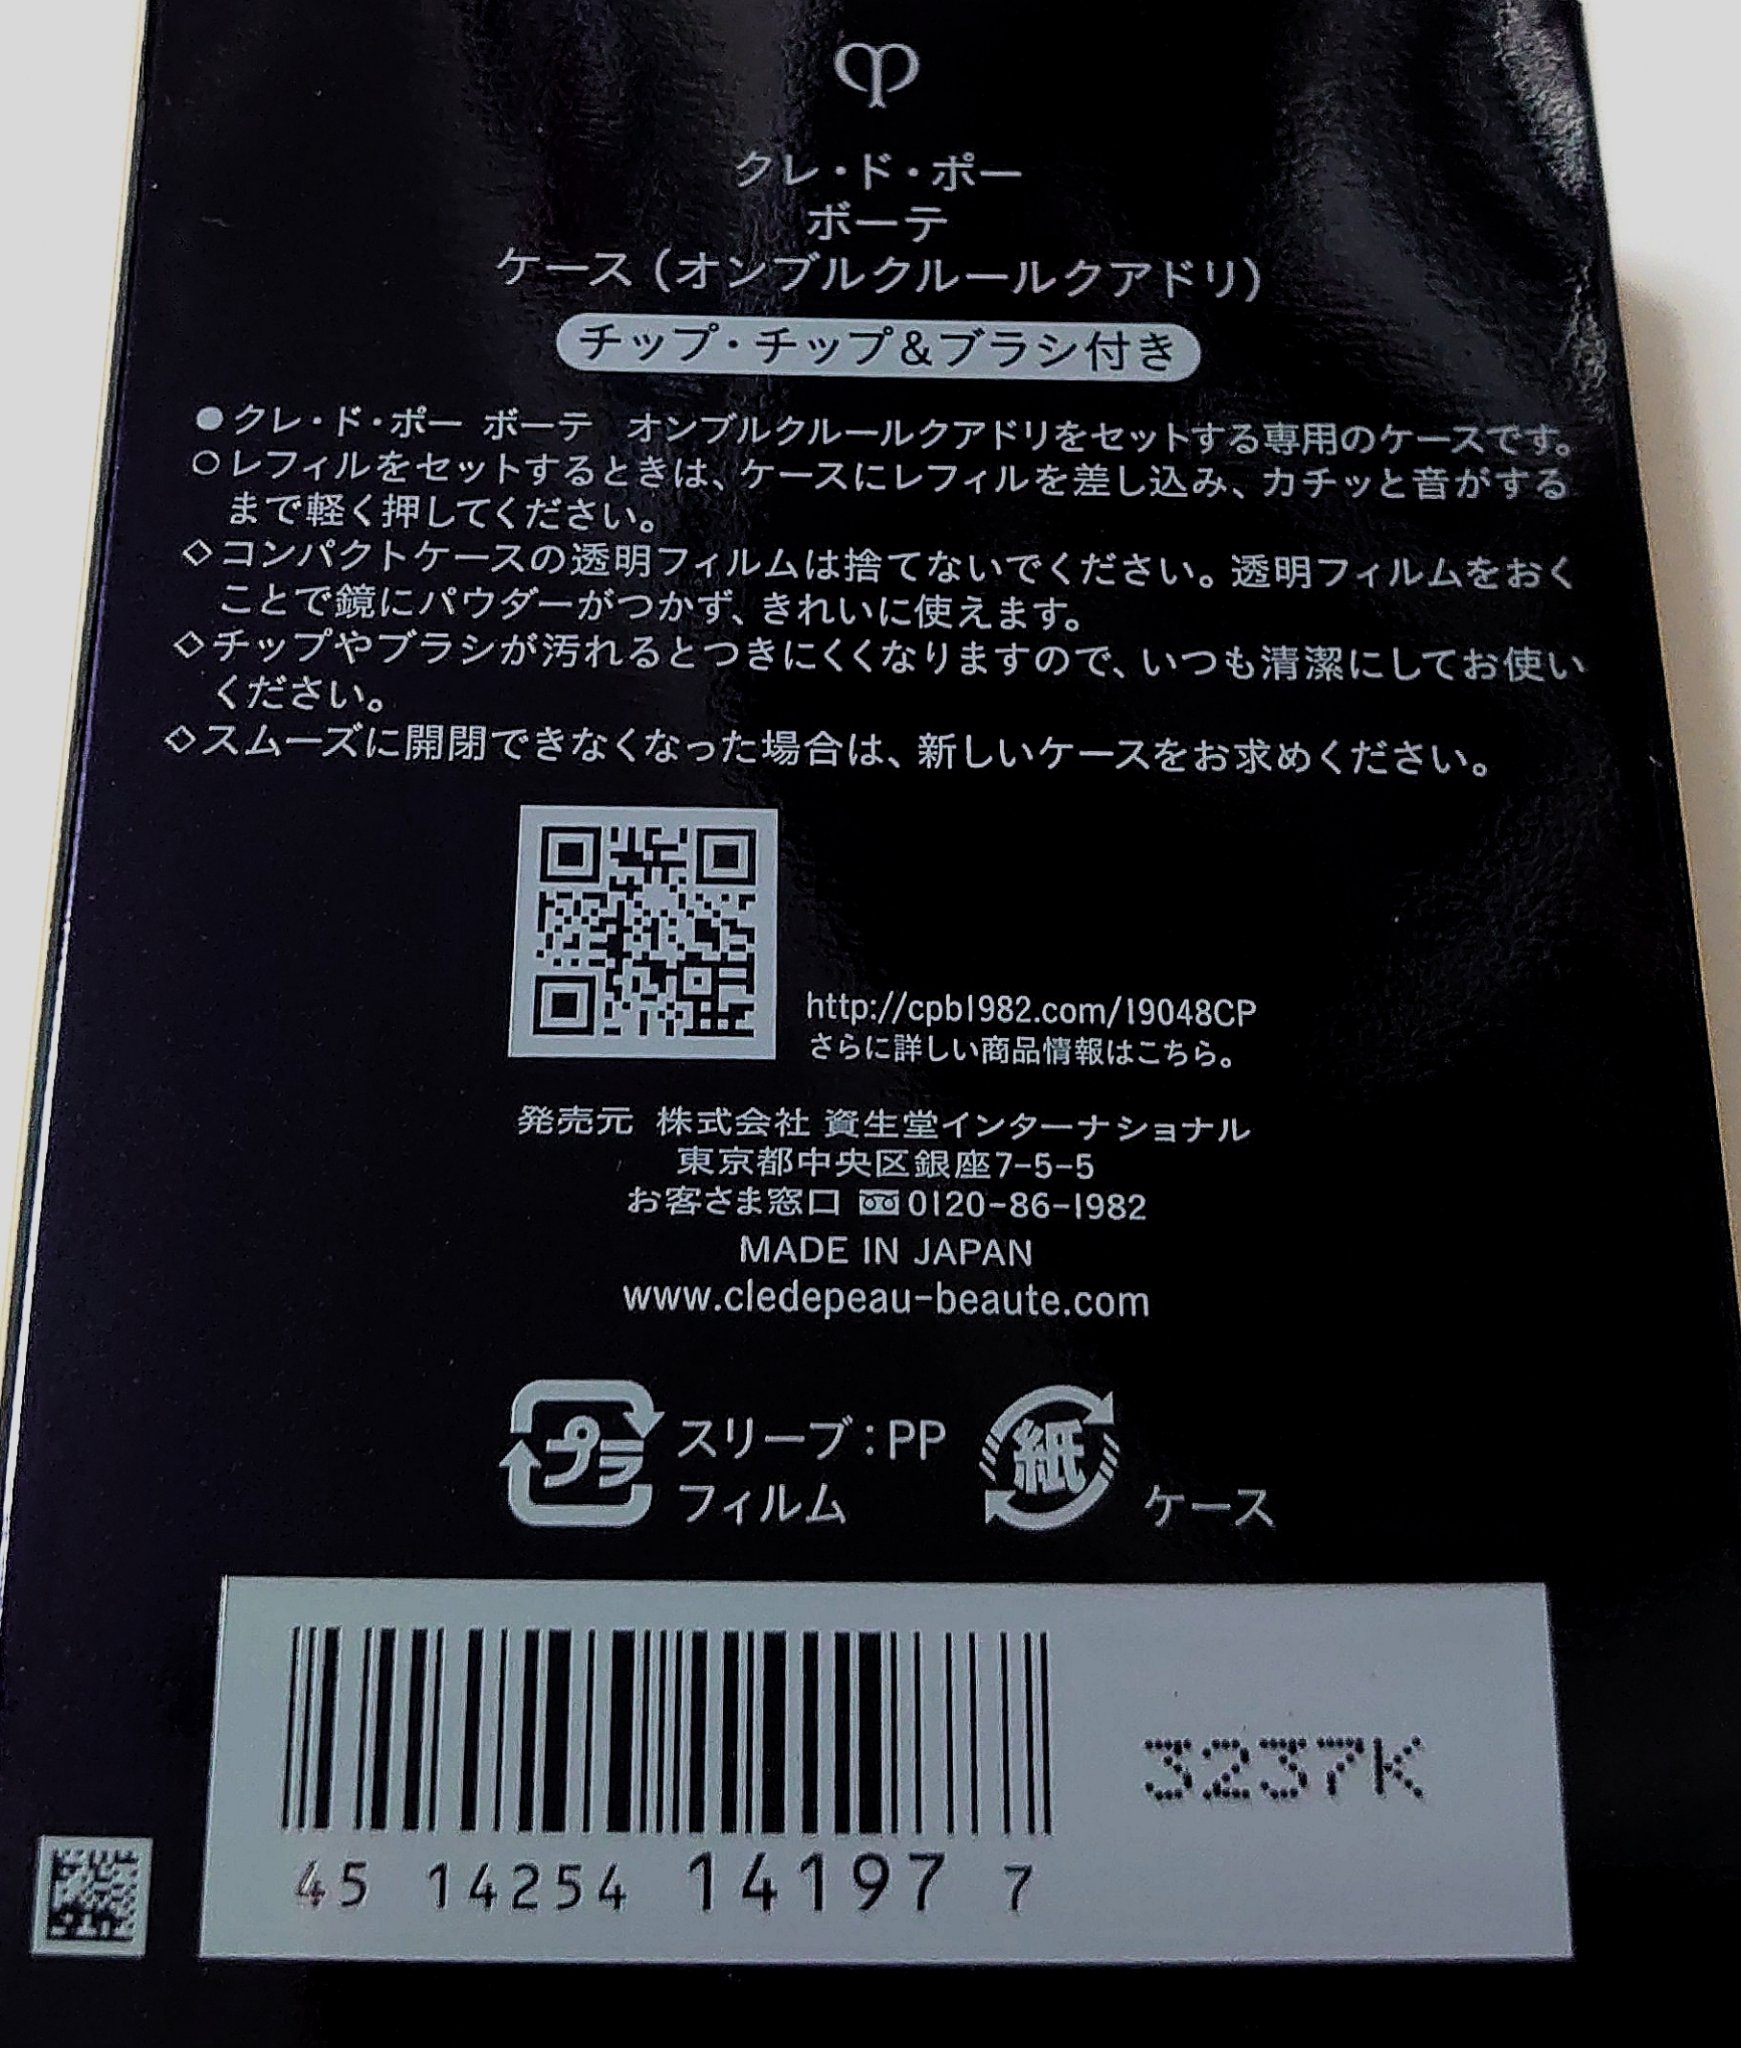 クレ・ド・ポー
ボーテ
ケース（オンブルクルールクアドリ）
チップ・チップ＆ブラシ付き
●クレ・ド・ポー ボーテ オンブルクルールクアドリをセットする専用のケースです。
○レフィルをセットするときは、ケースにレフィルを差し込み、カチッと音がする
まで軽く押してください。
◇コンパクトケースの透明フィルムは捨てないでください。透明フィルムをおく
ことで鏡にパウダーがつかず、きれいに使えます。
◇チップやブラシが汚れるとつきにくくなりますので、いつも清潔にしてお使い
ください。
◇スムーズに開閉できなくなった場合は、新しいケースをお求めください。
http://cpb1982.com/19048CP
さらに詳しい商品情報はこちら。
発売元 株式会社 資生堂インターナショナル
東京都中央区銀座7-5-5
お客さま窓口 0120-86-1982
MADE IN JAPAN
www.cledepeau-beaute.com
プラ スリーブ：PP
フィルム
紙 ケース
3237K
45 14254 14197 7